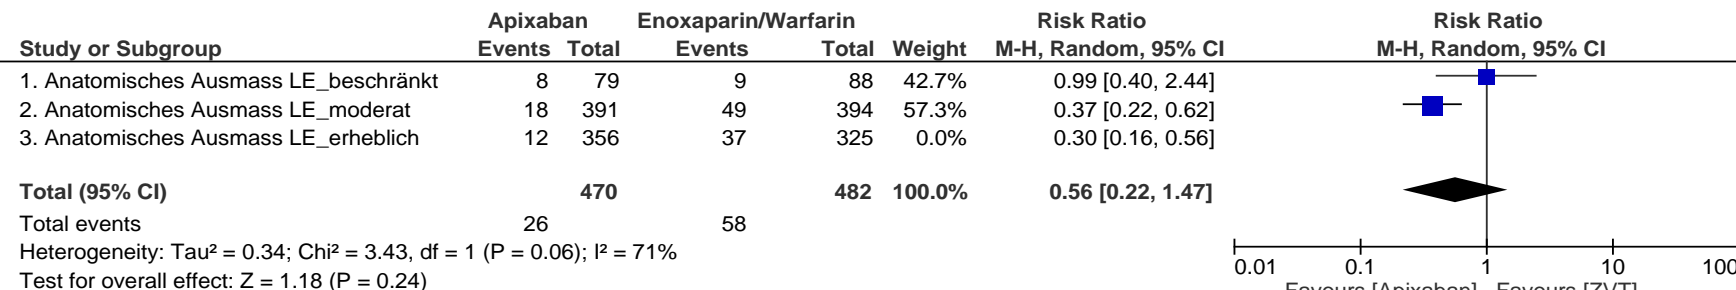 Apixaban Enoxaparin/Warfarin Risk Ratio Risk Ratio
Study or Subgroup Events Total Events Total Weight M-H, Random, 95% CI M-H, Random, 95% CI
1. Anatomisches Ausmass LE_beschränkt 8 79 9 88 42.7% 0.99 [0.40, 2.44]
2. Anatomisches Ausmass LE_moderat 18 391 49 394 57.3% 0.37 [0.22, 0.62]
3. Anatomisches Ausmass LE_erheblich 12 356 37 325 0.0% 0.30 [0.16, 0.56]
Total (95% CI) 470 482 100.0% 0.56 [0.22, 1.47]
Total events 26 58
Heterogeneity: Tau² = 0.34; Chi² = 3.43, df = 1 (P = 0.06); I² = 71%
Test for overall effect: Z = 1.18 (P = 0.24)
0.01 0.1 1 10 100
Favours [Apixaban] Favours [ZVT]